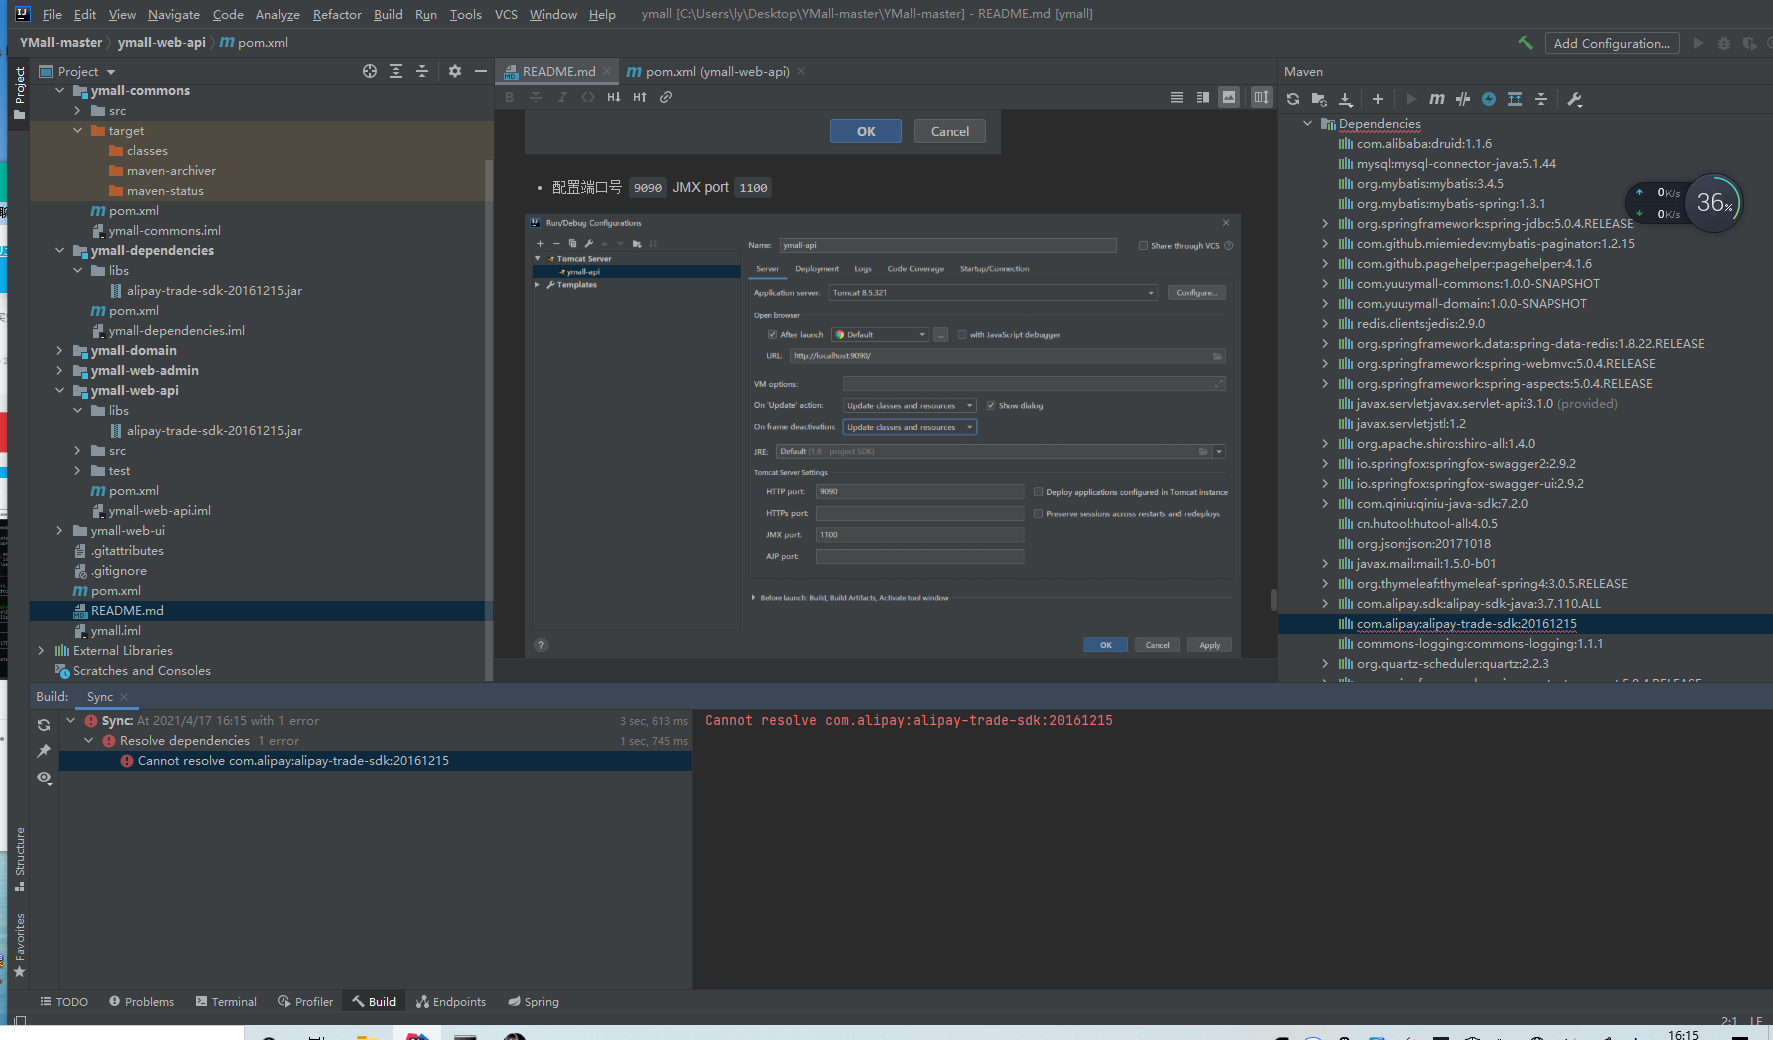 File Edit View Navigate Code Analyze Refactor Build Run Tools VCS Window Help ymall [C:\Users\ly\Desktop\YMall-master\YMall-master] - README.md [ymall]
YMall-master ymall-web-api pom.xml
Add Configuration...
Project
Project
README.md
pom.xml (ymall-web-api)
Maven
ymall-commons
src
target
classes
maven-archiver
maven-status
pom.xml
ymall-commons.iml
ymall-dependencies
libs
alipay-trade-sdk-20161215.jar
pom.xml
ymall-dependencies.iml
ymall-domain
ymall-web-admin
ymall-web-api
libs
alipay-trade-sdk-20161215.jar
src
test
pom.xml
ymall-web-api.iml
ymall-web-ui
.gitattributes
.gitignore
pom.xml
README.md
ymall.iml
External Libraries
Scratches and Consoles
OK Cancel
配置端口号 9090 JMX port 1100
Run/Debug Configurations
Tomcat Server
ymall-api
Templates
Name: ymall-api
Share through VCS
Server Deployment Logs Code Coverage Startup/Connection
Application server: Tomcat 8.5.321 Configure...
Open browser
After launch Default ... with JavaScript debugger
URL: http://localhost:9090/
VM options:
On 'Update' action: Update classes and resources Show dialog
On frame deactivation: Update classes and resources
JRE: Default (1.8 - project SDK)
Tomcat Server Settings
HTTP port: 9090 Deploy applications configured in Tomcat instance
HTTPs port: Preserve sessions across restarts and redeploys
JMX port: 1100
AJP port:
Before launch: Build, Build Artifacts, Activate tool window
OK Cancel Apply
Dependencies
com.alibaba:druid:1.1.6
mysql:mysql-connector-java:5.1.44
org.mybatis:mybatis:3.4.5
org.mybatis:mybatis-spring:1.3.1
org.springframework:spring-jdbc:5.0.4.RELEASE
com.github.miemiedev:mybatis-paginator:1.2.15
com.github.pagehelper:pagehelper:4.1.6
com.yuu:ymall-commons:1.0.0-SNAPSHOT
com.yuu:ymall-domain:1.0.0-SNAPSHOT
redis.clients:jedis:2.9.0
org.springframework.data:spring-data-redis:1.8.22.RELEASE
org.springframework:spring-webmvc:5.0.4.RELEASE
org.springframework:spring-aspects:5.0.4.RELEASE
javax.servlet:javax.servlet-api:3.1.0 (provided)
javax.servlet:jstl:1.2
org.apache.shiro:shiro-all:1.4.0
io.springfox:springfox-swagger2:2.9.2
io.springfox:springfox-swagger-ui:2.9.2
com.qiniu:qiniu-java-sdk:7.2.0
cn.hutool:hutool-all:4.0.5
org.json:json:20171018
javax.mail:mail:1.5.0-b01
org.thymeleaf:thymeleaf-spring4:3.0.5.RELEASE
com.alipay.sdk:alipay-sdk-java:3.7.110.ALL
com.alipay:alipay-trade-sdk:20161215
commons-logging:commons-logging:1.1.1
org.quartz-scheduler:quartz:2.2.3
0K/s
0K/s
36%
Build: Sync
Sync: At 2021/4/17 16:15 with 1 error 3 sec, 613 ms
Resolve dependencies 1 error 1 sec, 745 ms
Cannot resolve com.alipay:alipay-trade-sdk:20161215
Cannot resolve com.alipay:alipay-trade-sdk:20161215
Structure
Favorites
TODO Problems Terminal Profiler Build Endpoints Spring
2:1 LF
16:15